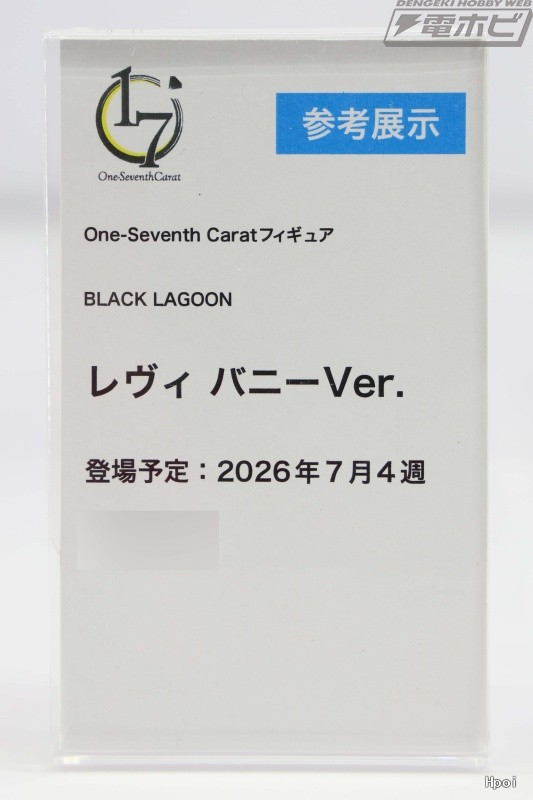 DENGEKI HOBBY WEB
電ホビ
17
One-SeventhCarat
参考展示
One-Seventh Caratフィギュア
BLACK LAGOON
レヴィ バニーVer.
登場予定：2026年7月4週
Hpoi